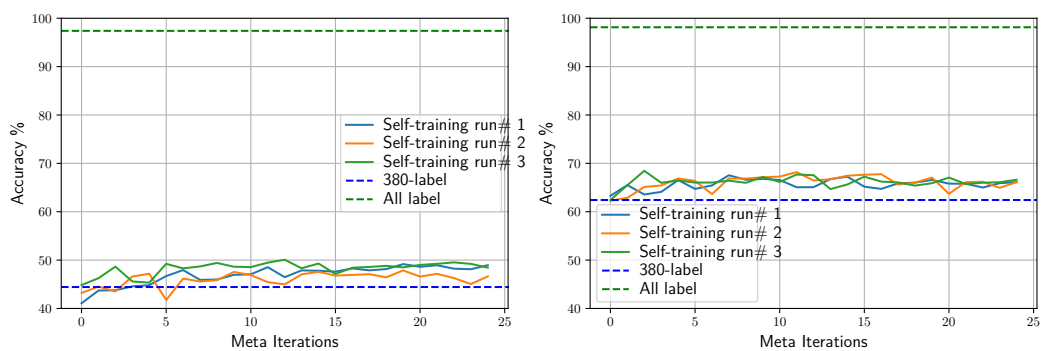 100
90
80
70
60
50
40
Accuracy %
0
5
10
15
20
25
Meta Iterations
Self-training run# 1
Self-training run# 2
Self-training run# 3
380-label
All label
100
90
80
70
60
50
40
Accuracy %
0
5
10
15
20
25
Meta Iterations
Self-training run# 1
Self-training run# 2
Self-training run# 3
380-label
All label